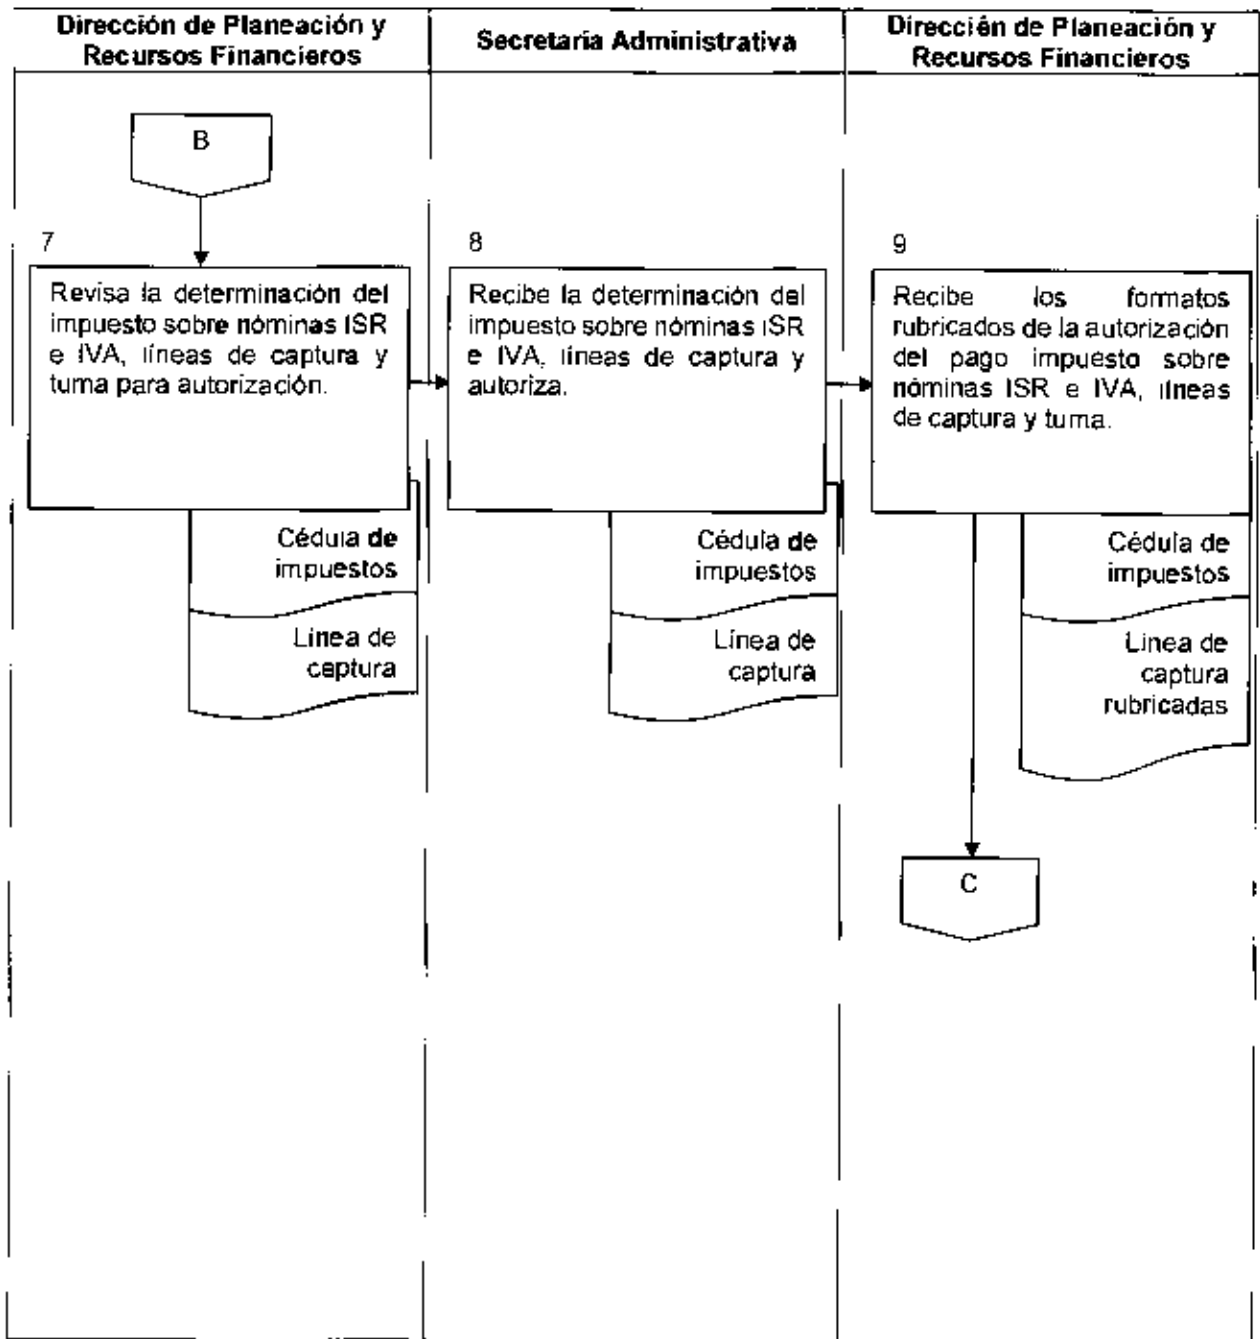 Dirección de Planeación y
Recursos Financieros
Secretaría Administrativa
Dirección de Planeación y
Recursos Financieros
B
7
Revisa la determinación del
impuesto sobre nóminas ISR
e IVA, líneas de captura y
turna para autorización.
Cédula de
impuestos
Línea de
captura
8
Recibe la determinación del
impuesto sobre nóminas ISR
e IVA, líneas de captura y
autoriza.
Cédula de
impuestos
Línea de
captura
9
Recibe los formatos
rubricados de la autorización
del pago impuesto sobre
nóminas ISR e IVA, líneas
de captura y turna.
Cédula de
impuestos
Linea de
captura
rubricadas
C